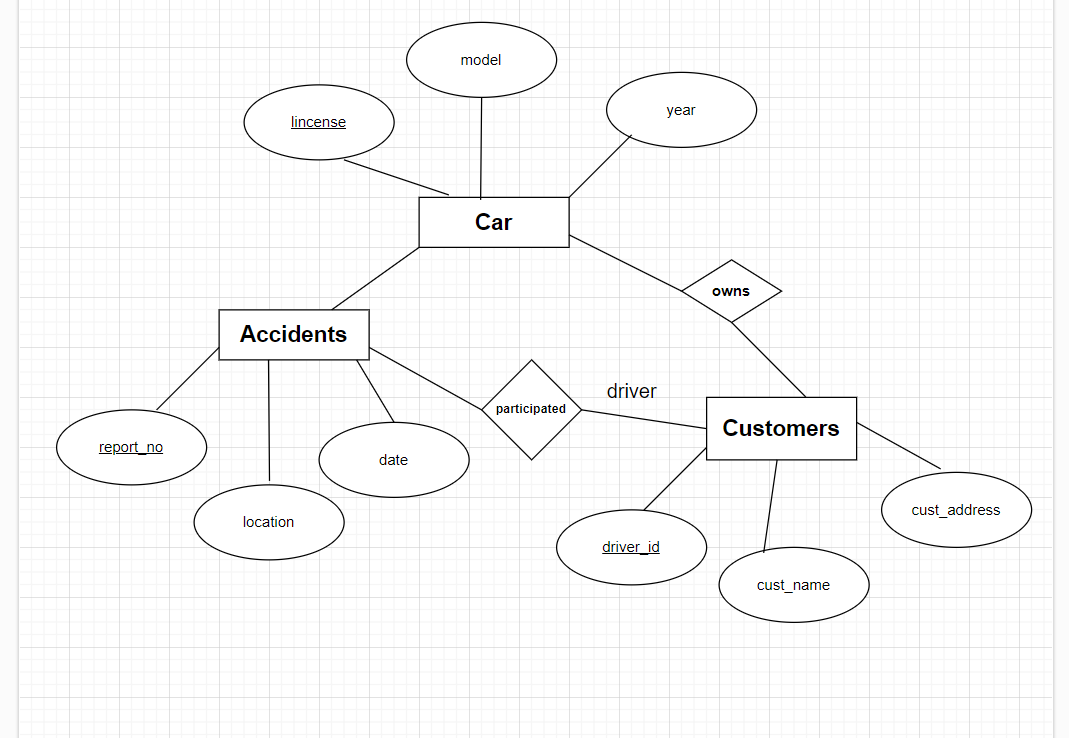 model
year
lincense
Car
owns
Accidents
driver
participated
Customers
report_no
date
cust_address
location
driver_id
cust_name